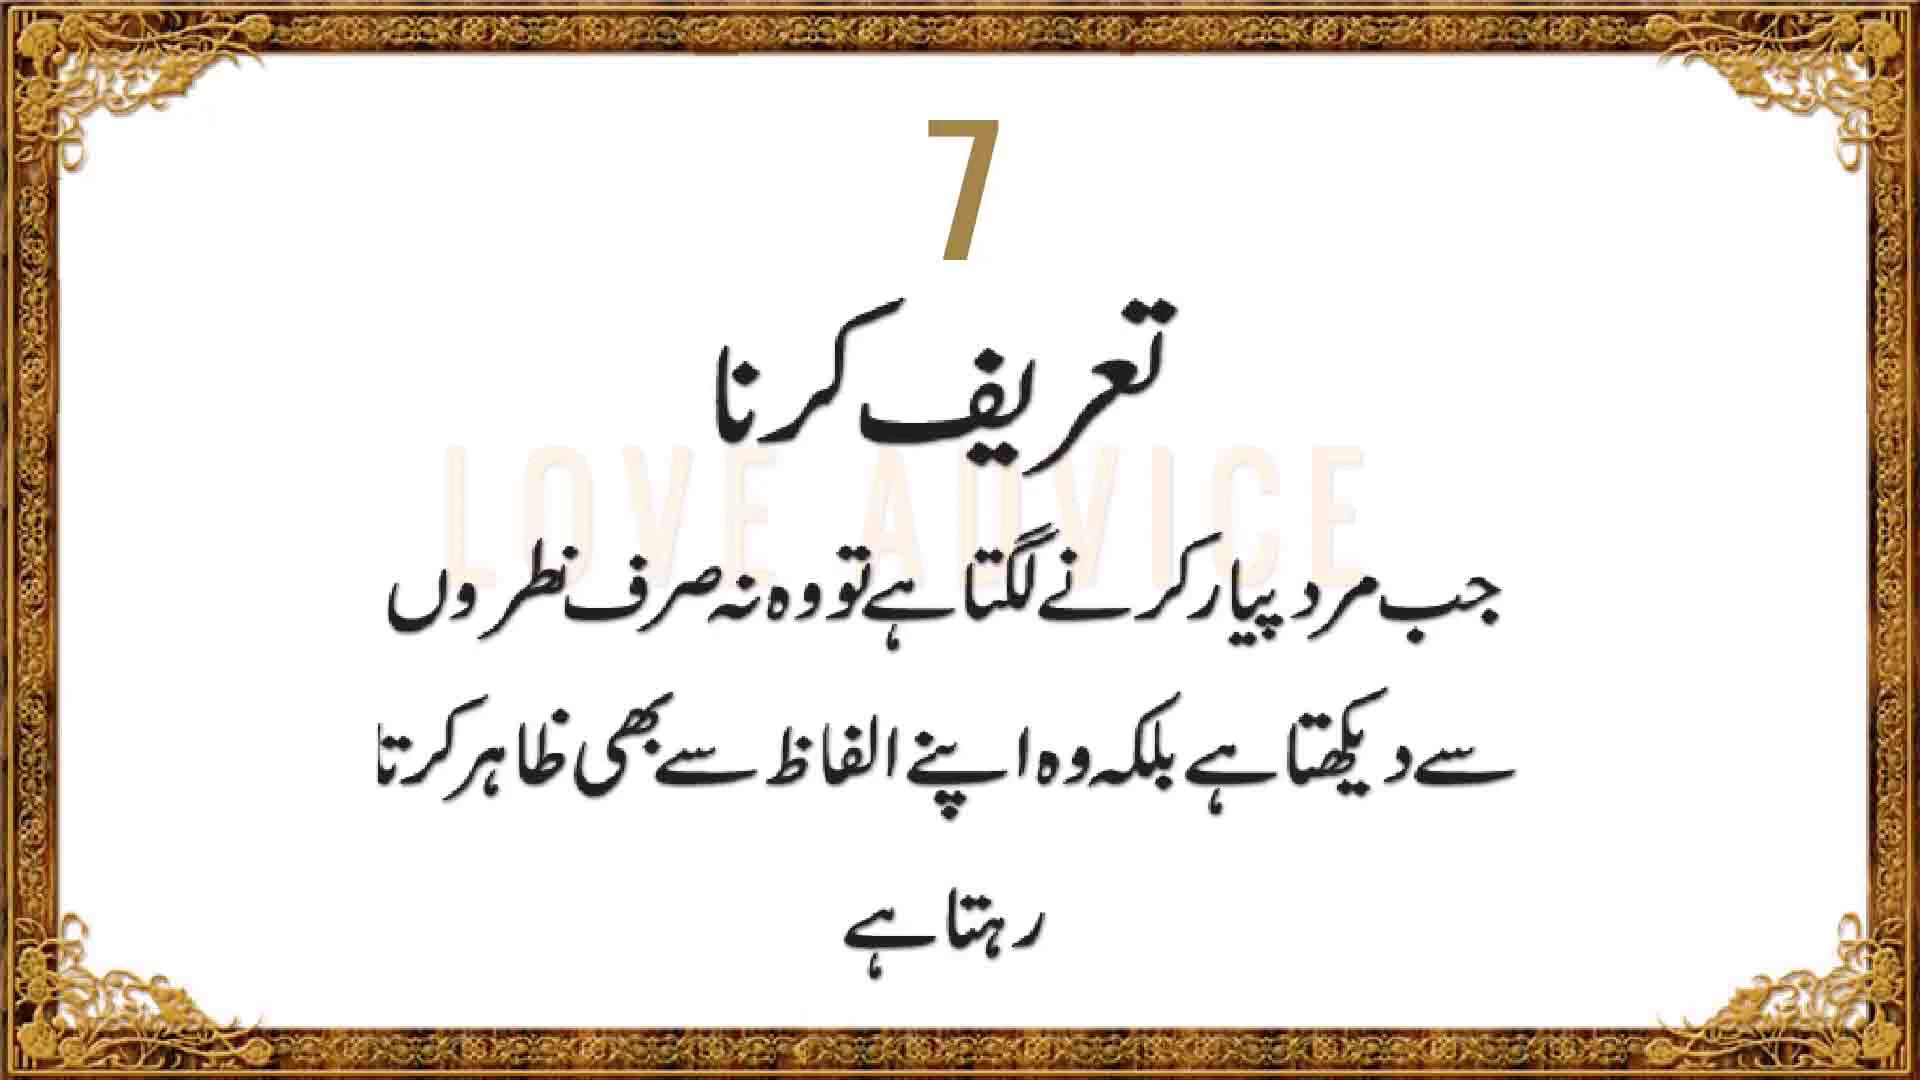 7
تعریف کرنا
LOVE ADVICE
جب مرد پیار کرنے لگتا ہے تو وہ نہ صرف نطروں
سے دیکھتا ہے بلکہ وہ اپنے الفاظ سے بھی ظاہر کرتا
رہتا ہے